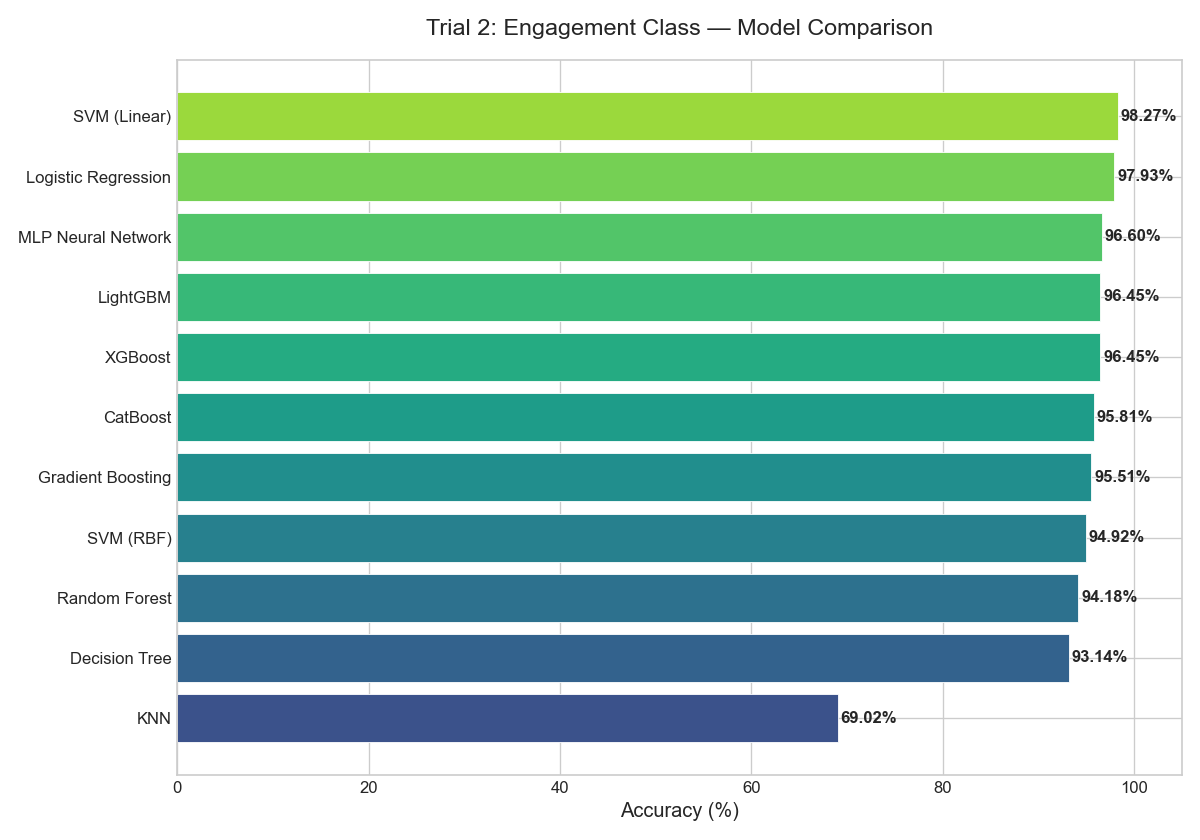 Trial 2: Engagement Class — Model Comparison
SVM (Linear) 98.27%
Logistic Regression 97.93%
MLP Neural Network 96.60%
LightGBM 96.45%
XGBoost 96.45%
CatBoost 95.81%
Gradient Boosting 95.51%
SVM (RBF) 94.92%
Random Forest 94.18%
Decision Tree 93.14%
KNN 69.02%
0 20 40 60 80 100
Accuracy (%)